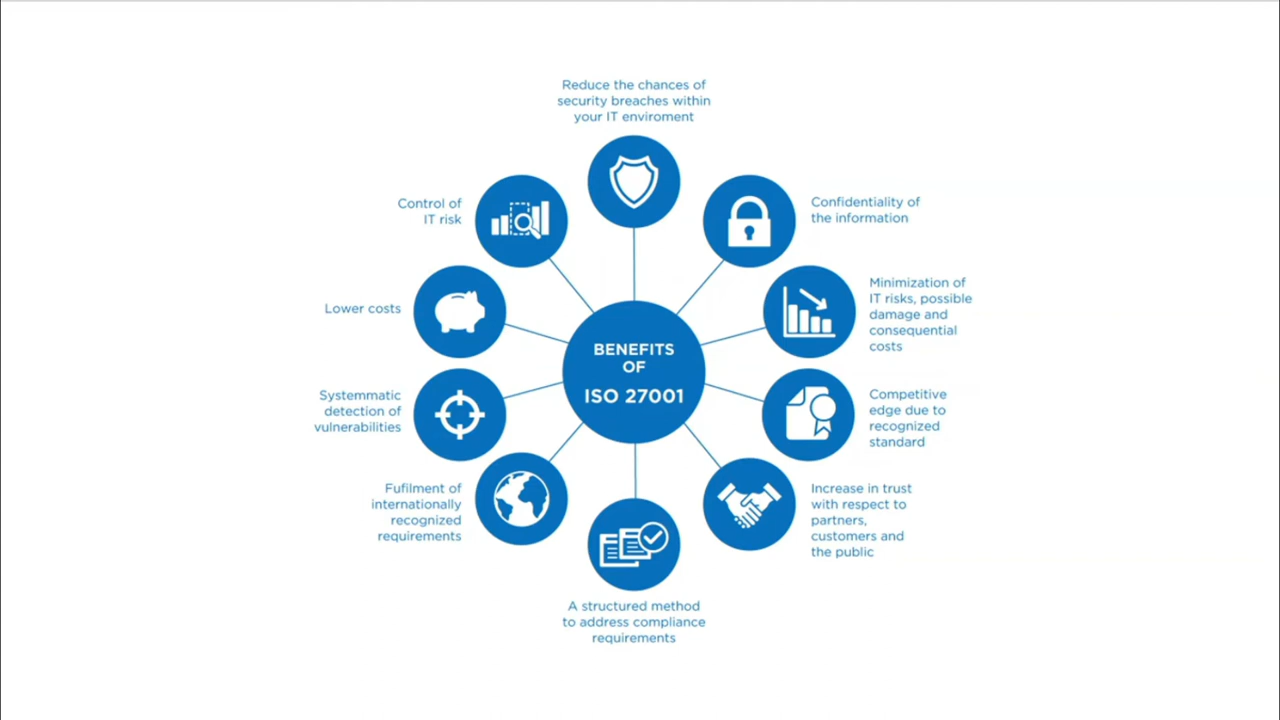 Reduce the chances of
security breaches within
your IT enviroment
Confidentiality of
the information
Minimization of
IT risks, possible
damage and
consequential
costs
Competitive
edge due to
recognized
standard
Increase in trust
with respect to
partners,
customers and
the public
A structured method
to address compliance
requirements
Fufilment of
internationally
recognized
requirements
Systemmatic
detection of
vulnerabilities
Lower costs
Control of
IT risk
BENEFITS
OF
ISO 27001